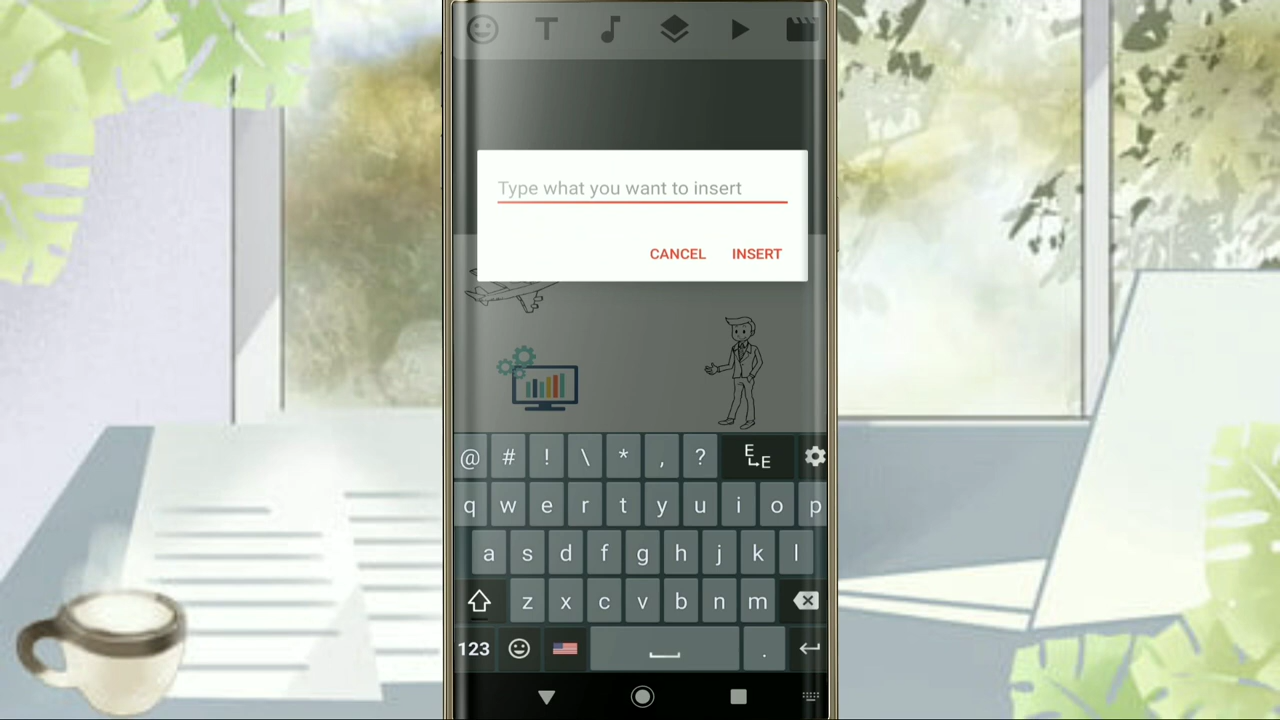 T
Type what you want to insert
CANCEL INSERT
@ # ! \ * , ? E E
q w e r t y u i o p
a s d f g h j k l
z x c v b n m
123 .